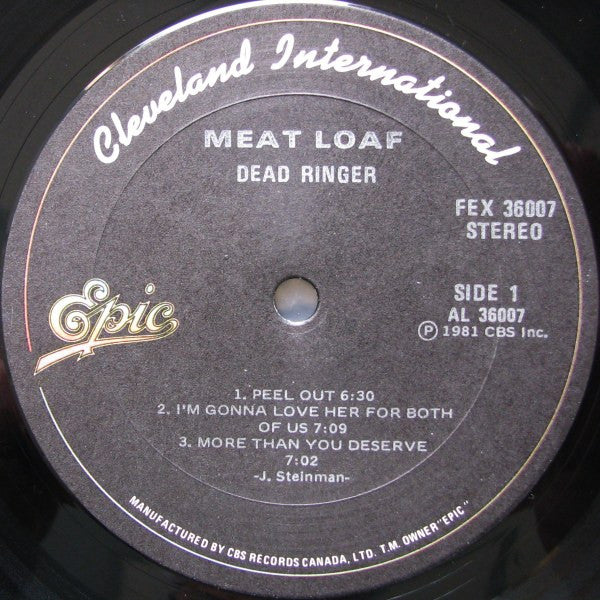 Cleveland International
MEAT LOAF
DEAD RINGER
FEX 36007
STEREO
Epic
SIDE 1
AL 36007
Ⓟ 1981 CBS Inc.
1. PEEL OUT 6:30
2. I'M GONNA LOVE HER FOR BOTH
OF US 7:09
3. MORE THAN YOU DESERVE
7:02
-J. Steinman-
MANUFACTURED BY CBS RECORDS CANADA, LTD. T.M. OWNER "EPIC"